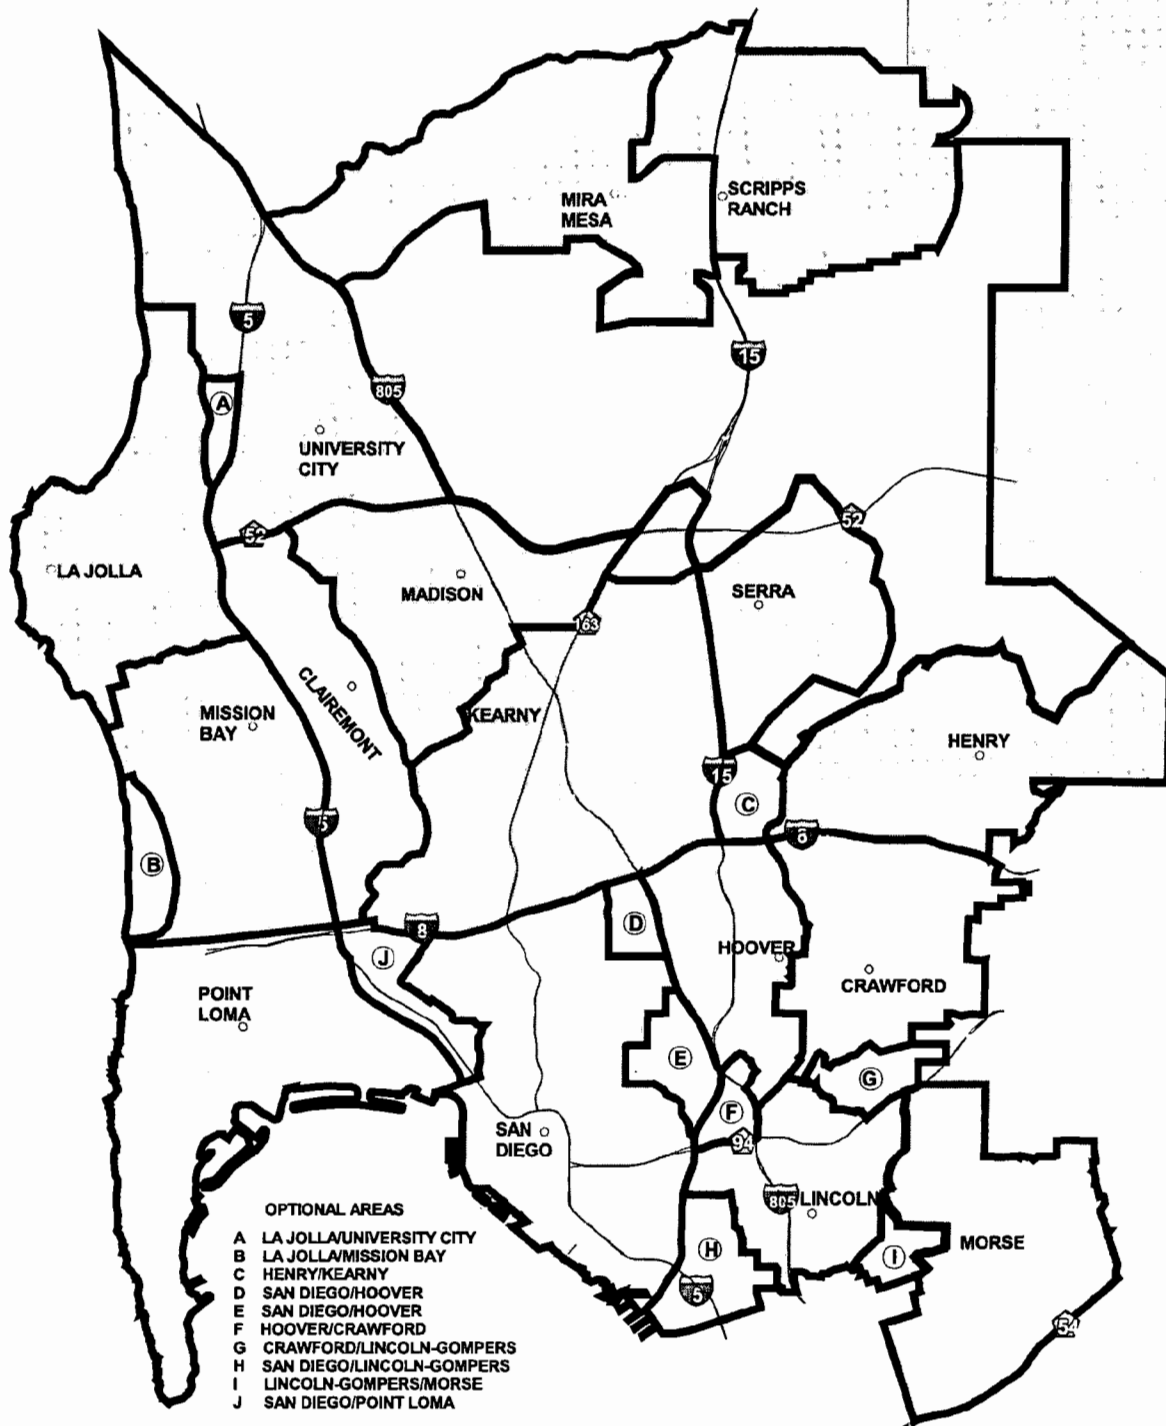 MIRA
MESA
SCRIPPS
RANCH
5
15
805
A
UNIVERSITY
CITY
52
52
LA JOLLA
MADISON
SERRA
163
CLAIREMONT
MISSION
BAY
KEARNY
HENRY
15
C
5
8
B
D
8
HOOVER
J
CRAWFORD
POINT
LOMA
E
G
F
SAN
DIEGO
94
805
LINCOLN
H
I
MORSE
5
54
OPTIONAL AREAS
A LA JOLLA/UNIVERSITY CITY
B LA JOLLA/MISSION BAY
C HENRY/KEARNY
D SAN DIEGO/HOOVER
E SAN DIEGO/HOOVER
F HOOVER/CRAWFORD
G CRAWFORD/LINCOLN-GOMPERS
H SAN DIEGO/LINCOLN-GOMPERS
I LINCOLN-GOMPERS/MORSE
J SAN DIEGO/POINT LOMA